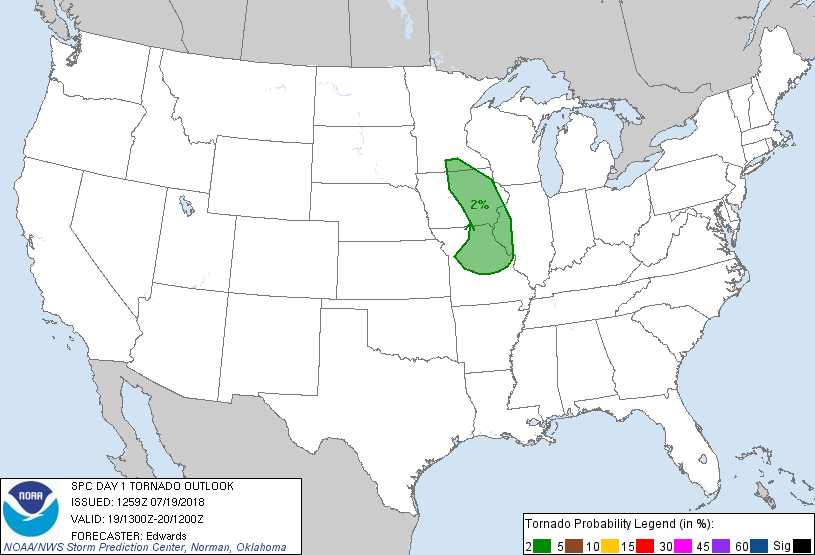 2%
NOAA
SPC DAY 1 TORNADO OUTLOOK
ISSUED: 1259Z 07/19/2018
VALID: 19/1300Z-20/1200Z
FORECASTER: Edwards
NOAA/NWS Storm Prediction Center, Norman, Oklahoma
Tornado Probability Legend (in %):
2 5 10 15 30 45 60 Sig